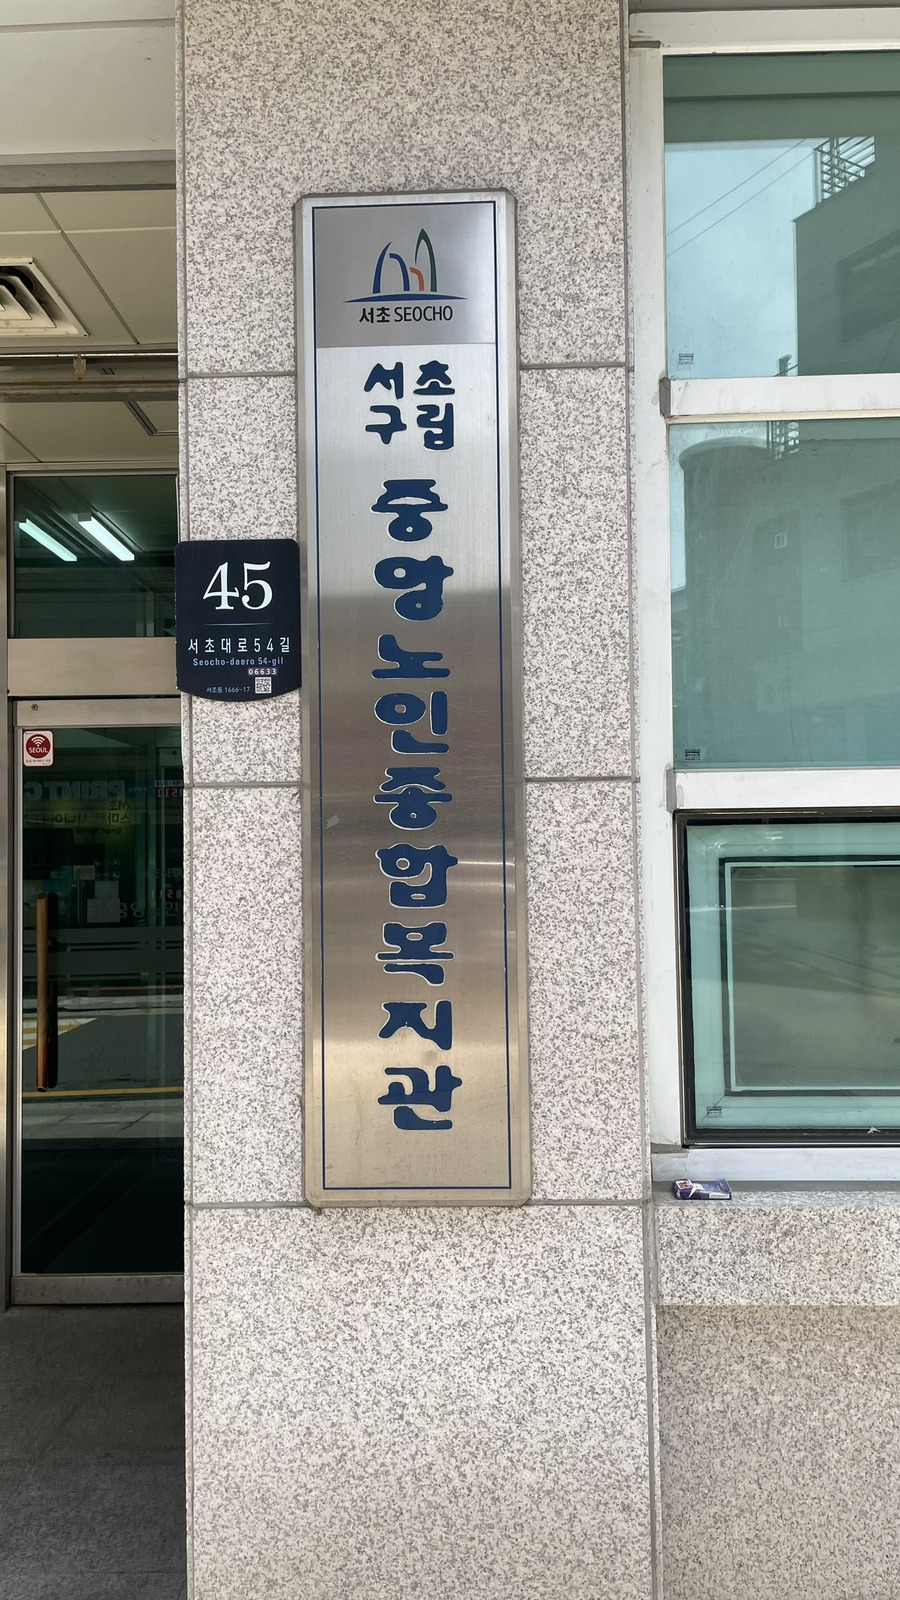 서초 SEOCHO
서초
구립
중앙노인종합복지관
45
서초대로54길
Seocho-daero 54-gil
06633
서초동 1666-17
SEOUL